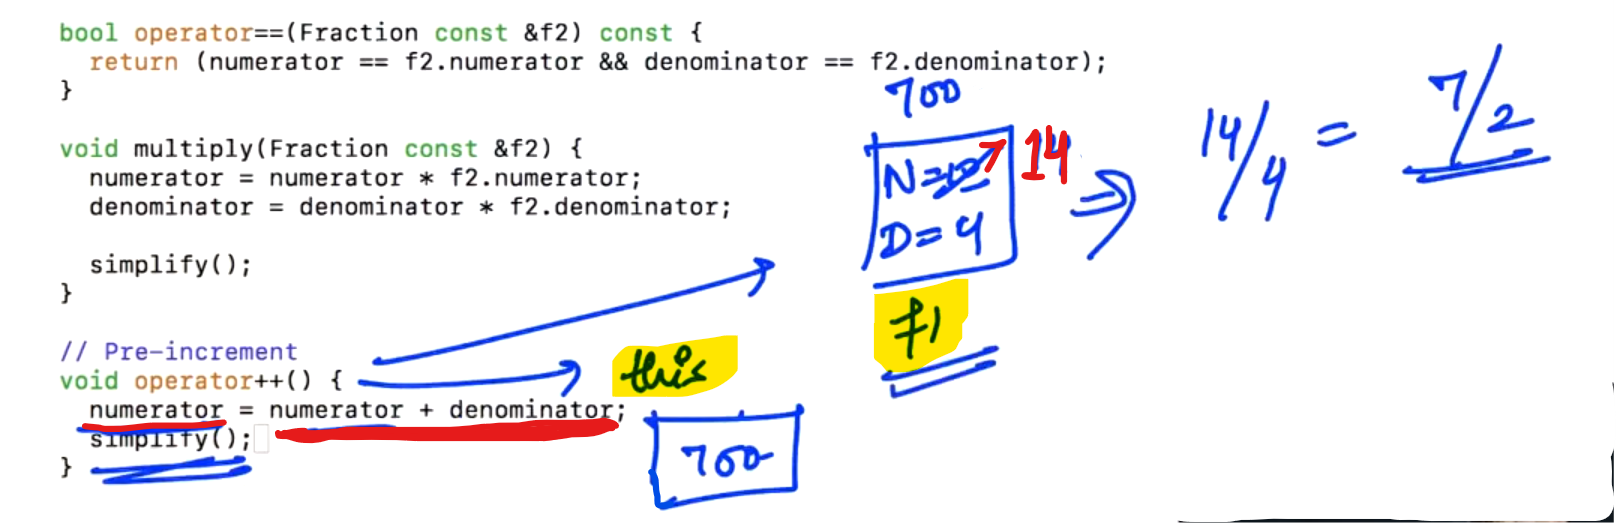 bool operator==(Fraction const &f2) const {
return (numerator == f2.numerator && denominator == f2.denominator);
}
void multiply(Fraction const &f2) {
numerator = numerator * f2.numerator;
denominator = denominator * f2.denominator;
simplify();
}
// Pre-increment
void operator++() {
numerator = numerator + denominator;
simplify();
}
this
700
700
N=10 14
D=4
f1
14/4 = 7/2